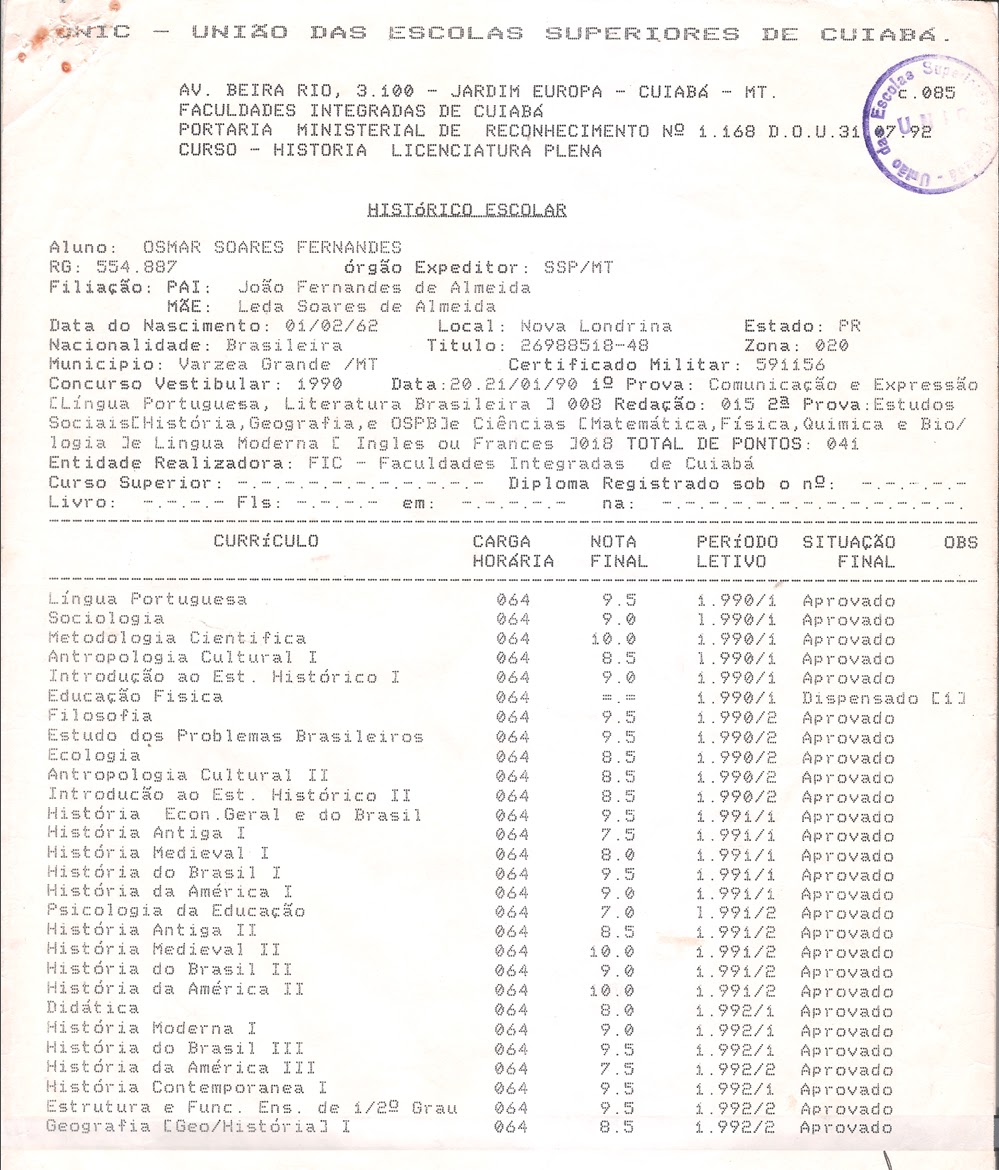 UNIC - UNIÃO DAS ESCOLAS SUPERIORES DE CUIABÁ.
AV. BEIRA RIO, 3.100 - JARDIM EUROPA - CUIABÁ - MT. c.085
FACULDADES INTEGRADAS DE CUIABÁ
PORTARIA MINISTERIAL DE RECONHECIMENTO Nº 1.168 D.O.U.31 07.92
CURSO - HISTORIA LICENCIATURA PLENA
União das Escolas Superiores
UNIC
HISTóRICO ESCOLAR
Aluno: OSMAR SOARES FERNANDES
RG: 554.887 órgão Expeditor: SSP/MT
Filiação: PAI: João Fernandes de Almeida
MÃE: Leda Soares de Almeida
Data do Nascimento: 01/02/62 Local: Nova Londrina Estado: PR
Nacionalidade: Brasileira Titulo: 26988518-48 Zona: 020
Municipio: Varzea Grande /MT Certificado Militar: 591156
Concurso Vestibular: 1990 Data:20.21/01/90 1º Prova: Comunicação e Expressão
[Língua Portuguesa, Literatura Brasileira ] 008 Redação: 015 2ª Prova:Estudos
Sociais[História,Geografia,e OSPB]e Ciências [Matemática,Física,Quimica e Bio/
logia ]e Lingua Moderna [ Ingles ou Frances ]018 TOTAL DE PONTOS: 041
Entidade Realizadora: FIC - Faculdades Integradas de Cuiabá
Curso Superior: -.-.-.-.-.-.-.-.-.- Diploma Registrado sob o nº: -.-.-.-.-
Livro: -.-.-.- Fls: -.-.-.- em: -.-.-.-.- na: -.-.-.-.-.-.-.-.-.-.-.-.-.
CURRíCULO CARGA NOTA PERíODO SITUAÇÃO OBS
HORÁRIA FINAL LETIVO FINAL
Língua Portuguesa 064 9.5 1.990/1 Aprovado
Sociologia 064 9.0 1.990/1 Aprovado
Metodologia Cientifica 064 10.0 1.990/1 Aprovado
Antropologia Cultural I 064 8.5 1.990/1 Aprovado
Introdução ao Est. Histórico I 064 9.0 1.990/1 Aprovado
Educação Fisica 064 =.= 1.990/1 Dispensado [1]
Filosofia 064 9.5 1.990/2 Aprovado
Estudo dos Problemas Brasileiros 064 9.5 1.990/2 Aprovado
Ecologia 064 8.5 1.990/2 Aprovado
Antropologia Cultural II 064 8.5 1.990/2 Aprovado
Introducão ao Est. Histórico II 064 8.5 1.990/2 Aprovado
História Econ.Geral e do Brasil 064 9.5 1.991/1 Aprovado
História Antiga I 064 7.5 1.991/1 Aprovado
História Medieval I 064 8.0 1.991/1 Aprovado
História do Brasil I 064 9.5 1.991/1 Aprovado
História da América I 064 9.0 1.991/1 Aprovado
Psicologia da Educação 064 7.0 1.991/2 Aprovado
História Antiga II 064 8.5 1.991/2 Aprovado
História Medieval II 064 10.0 1.991/2 Aprovado
História do Brasil II 064 9.0 1.991/2 Aprovado
História da América II 064 10.0 1.991/2 Aprovado
Didática 064 8.0 1.992/1 Aprovado
História Moderna I 064 9.0 1.992/1 Aprovado
História do Brasil III 064 9.5 1.992/1 Aprovado
História da América III 064 7.5 1.992/2 Aprovado
História Contemporanea I 064 9.5 1.992/1 Aprovado
Estrutura e Func. Ens. de 1/2º Grau 064 9.5 1.992/2 Aprovado
Geografia [Geo/História] I 064 8.5 1.992/2 Aprovado